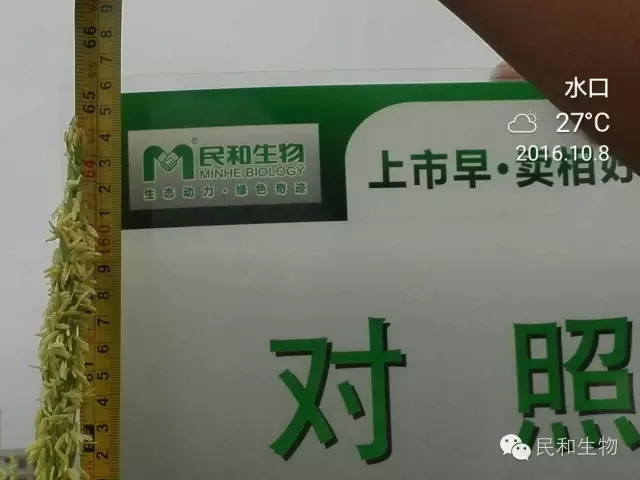 水口
27°C
2016.10.8
M®民和生物
MINHE BIOLOGY
生态动力·绿色奇迹
上市早·卖相好
对照
民和生物